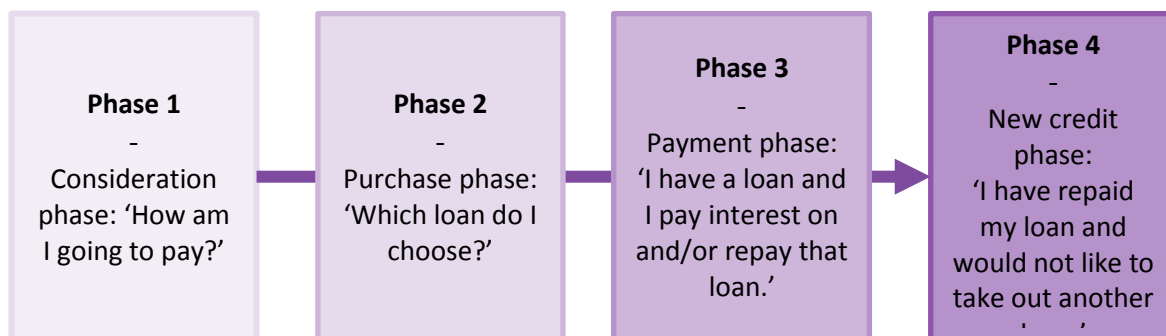 Phase 1
-
Consideration
phase: ‘How am
I going to pay?’
Phase 2
-
Purchase phase:
‘Which loan do I
choose?’
Phase 3
-
Payment phase:
‘I have a loan and
I pay interest on
and/or repay that
loan.’
Phase 4
-
New credit
phase:
‘I have repaid
my loan and
would not like to
take out another